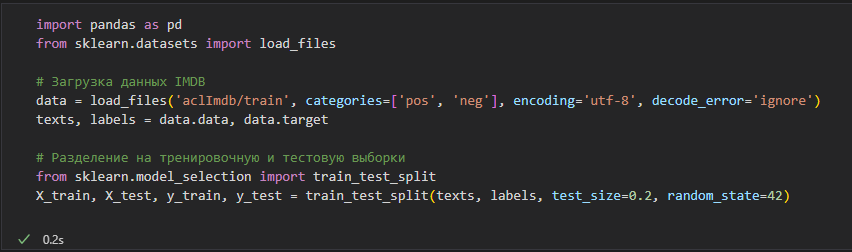 import pandas as pd
from sklearn.datasets import load_files
# Загрузка данных IMDB
data = load_files('aclImdb/train', categories=['pos', 'neg'], encoding='utf-8', decode_error='ignore')
texts, labels = data.data, data.target
# Разделение на тренировочную и тестовую выборки
from sklearn.model_selection import train_test_split
X_train, X_test, y_train, y_test = train_test_split(texts, labels, test_size=0.2, random_state=42)
0.2s